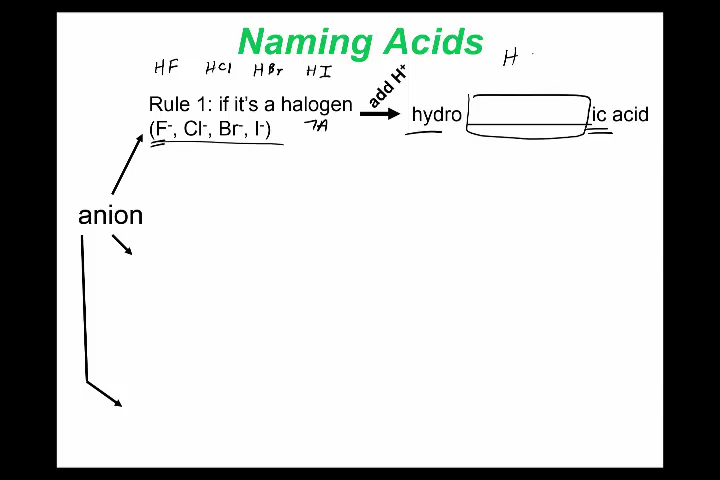 Naming Acids
HF HCl HBr HI
H
add H⁺
Rule 1: if it's a halogen
(F⁻, Cl⁻, Br⁻, I⁻) 7A
hydro ic acid
anion